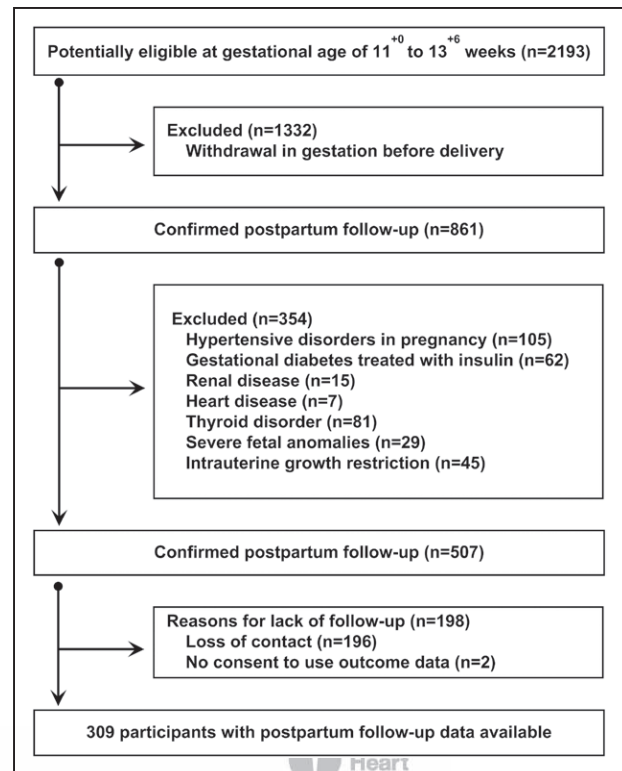 Potentially eligible at gestational age of 11+0 to 13+6 weeks (n=2193)
Excluded (n=1332)
Withdrawal in gestation before delivery
Confirmed postpartum follow-up (n=861)
Excluded (n=354)
Hypertensive disorders in pregnancy (n=105)
Gestational diabetes treated with insulin (n=62)
Renal disease (n=15)
Heart disease (n=7)
Thyroid disorder (n=81)
Severe fetal anomalies (n=29)
Intrauterine growth restriction (n=45)
Confirmed postpartum follow-up (n=507)
Reasons for lack of follow-up (n=198)
Loss of contact (n=196)
No consent to use outcome data (n=2)
309 participants with postpartum follow-up data available
Heart